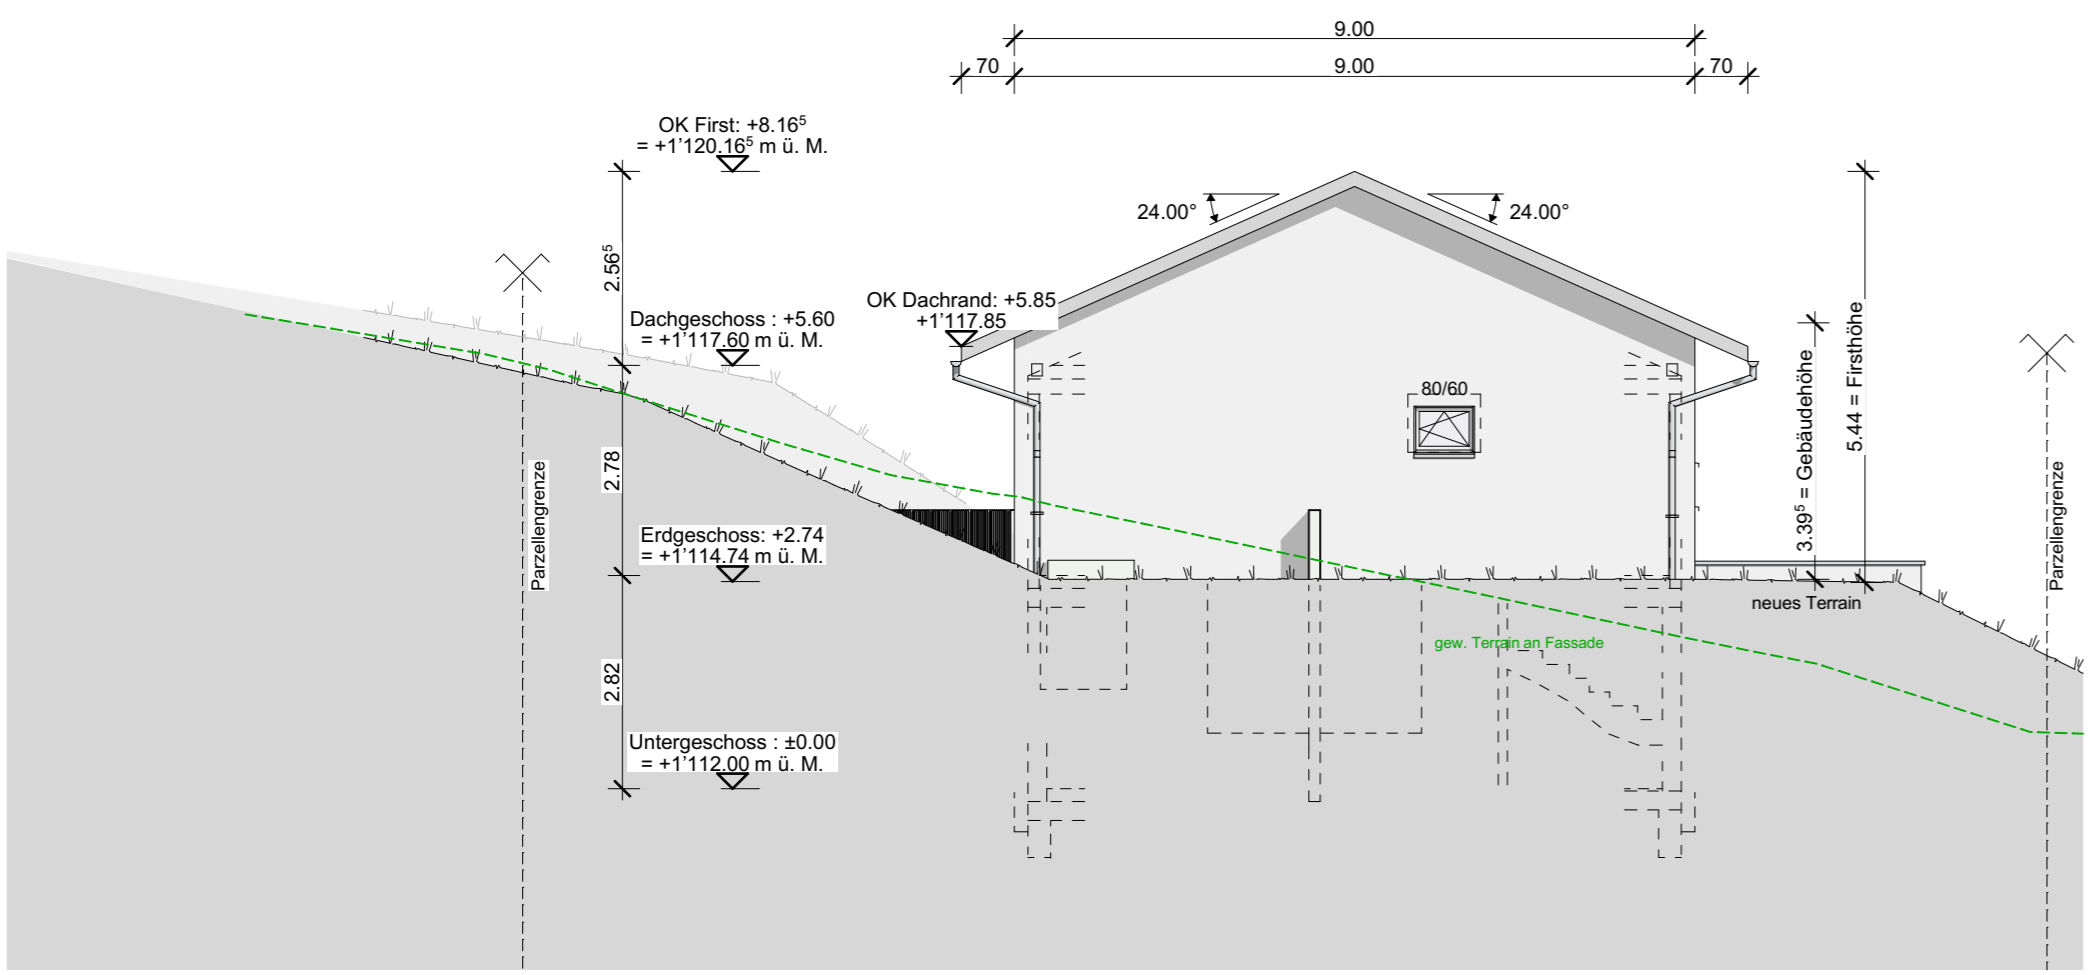 9.00
70
9.00
70
OK First: +8.16⁵
= +1'120.16⁵ m ü. M.
24.00°
24.00°
2.56⁵
OK Dachrand: +5.85
+1'117.85
Dachgeschoss : +5.60
= +1'117.60 m ü. M.
80/60
3.39⁵ = Gebäudehöhe
5.44 = Firsthöhe
2.78
Parzellengrenze
Parzellengrenze
Erdgeschoss: +2.74
= +1'114.74 m ü. M.
neues Terrain
gew. Terrain an Fassade
2.82
Untergeschoss : ±0.00
= +1'112.00 m ü. M.